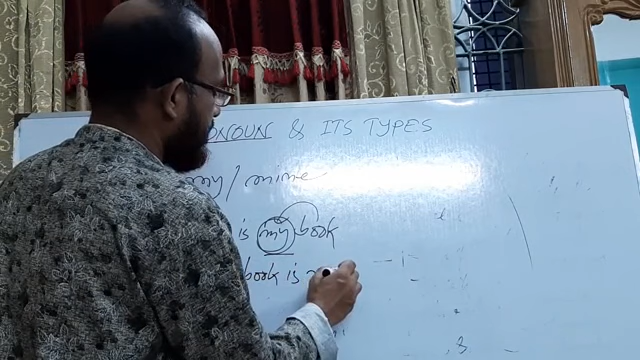 ONOUN & ITS TYPES
my / mine
is my book
book is m